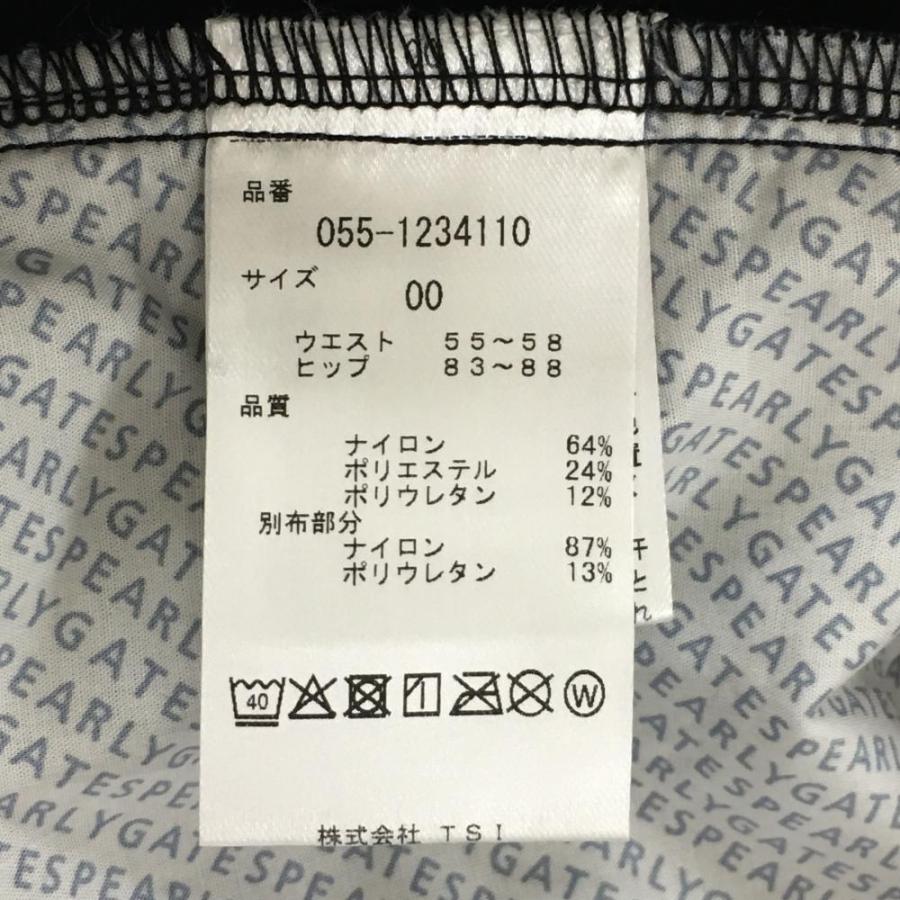 品番
055-1234110
サイズ
00
ウエスト 55～58
ヒップ 83～88
品質
ナイロン 64%
ポリエステル 24%
ポリウレタン 12%
別布部分
ナイロン 87%
ポリウレタン 13%
40
W
株式会社 TSI
PEARLYGATES